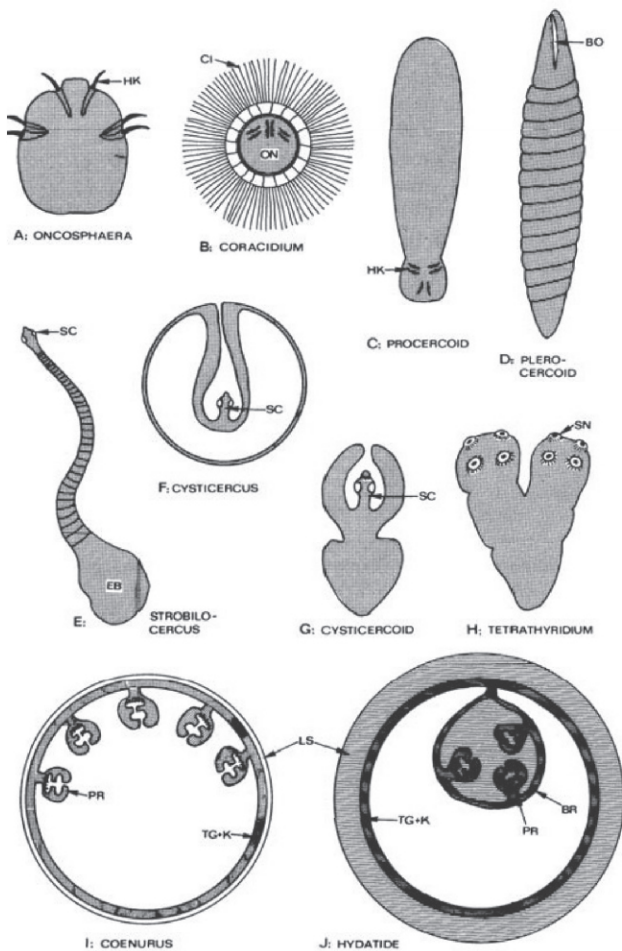 HK
A: ONCOSPHAERA
CI
ON
B: CORACIDIUM
HK
C: PROCERCOID
BO
D: PLERO-
CERCOID
SC
EB
E: STROBILO-
CERCUS
SC
F: CYSTICERCUS
SC
G: CYSTICERCOID
SN
H: TETRATHYRIDIUM
PR
LS
TG+K
I: COENURUS
TG+K
BR
PR
J: HYDATIDE